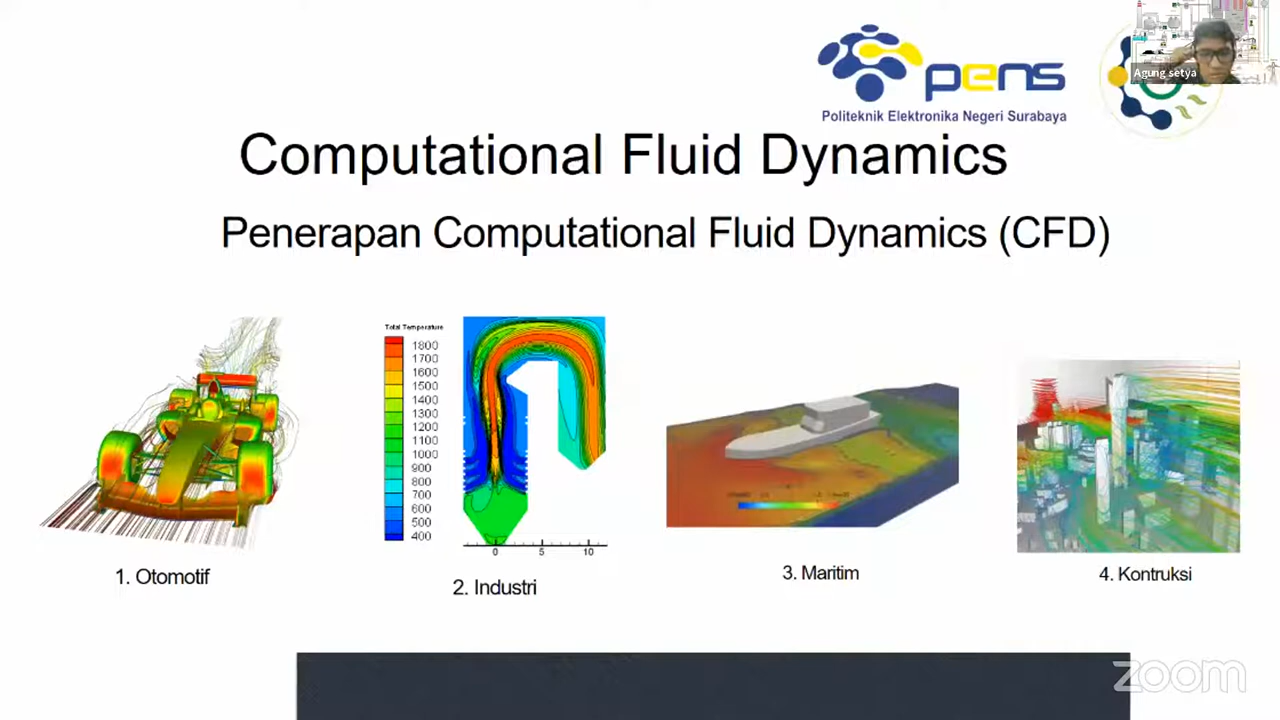 pens
Politeknik Elektronika Negeri Surabaya
Agung setya
Computational Fluid Dynamics
Penerapan Computational Fluid Dynamics (CFD)
Total Temperature
1800
1700
1600
1500
1400
1300
1200
1100
1000
900
800
700
600
500
400
0 5 10
1. Otomotif
2. Industri
3. Maritim
4. Kontruksi
zoom